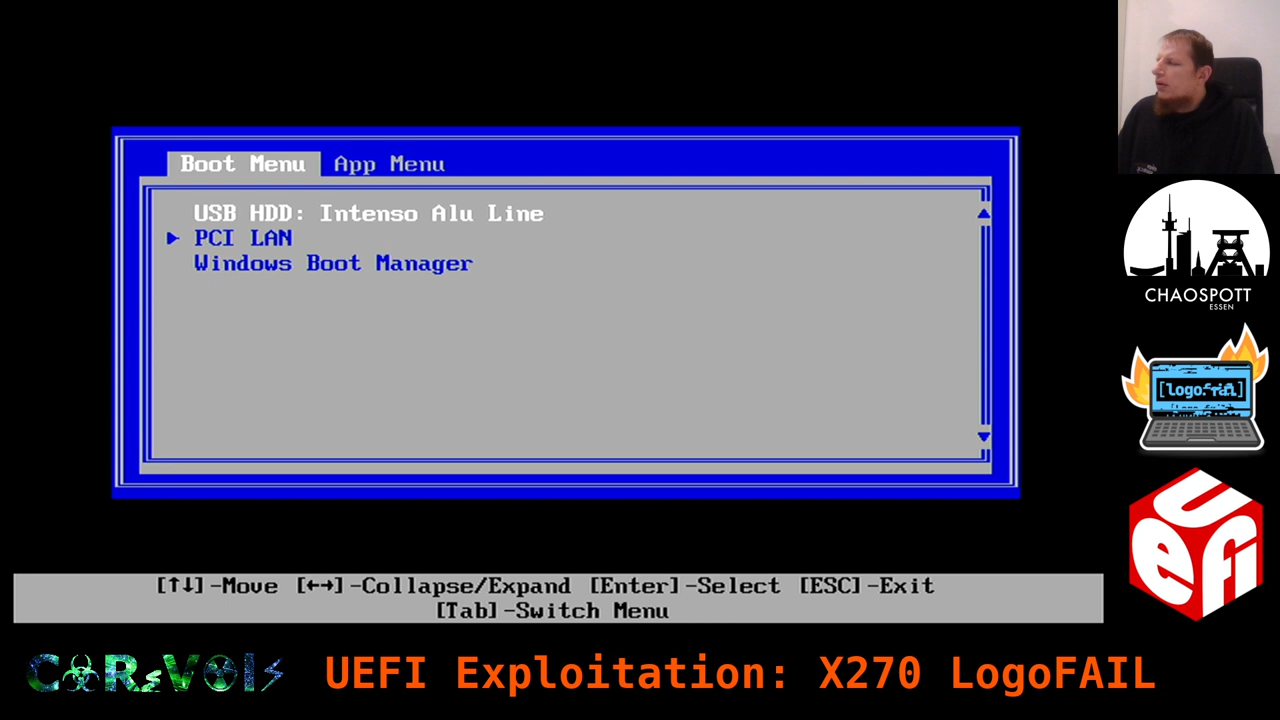 Boot Menu App Menu
USB HDD: Intenso Alu Line
PCI LAN
Windows Boot Manager
[↑↓]-Move [←→]-Collapse/Expand [Enter]-Select [ESC]-Exit
[Tab]-Switch Menu
CHAOSPOTT
ESSEN
[logofail]
UEfi
UEFI Exploitation: X270 LogoFAIL